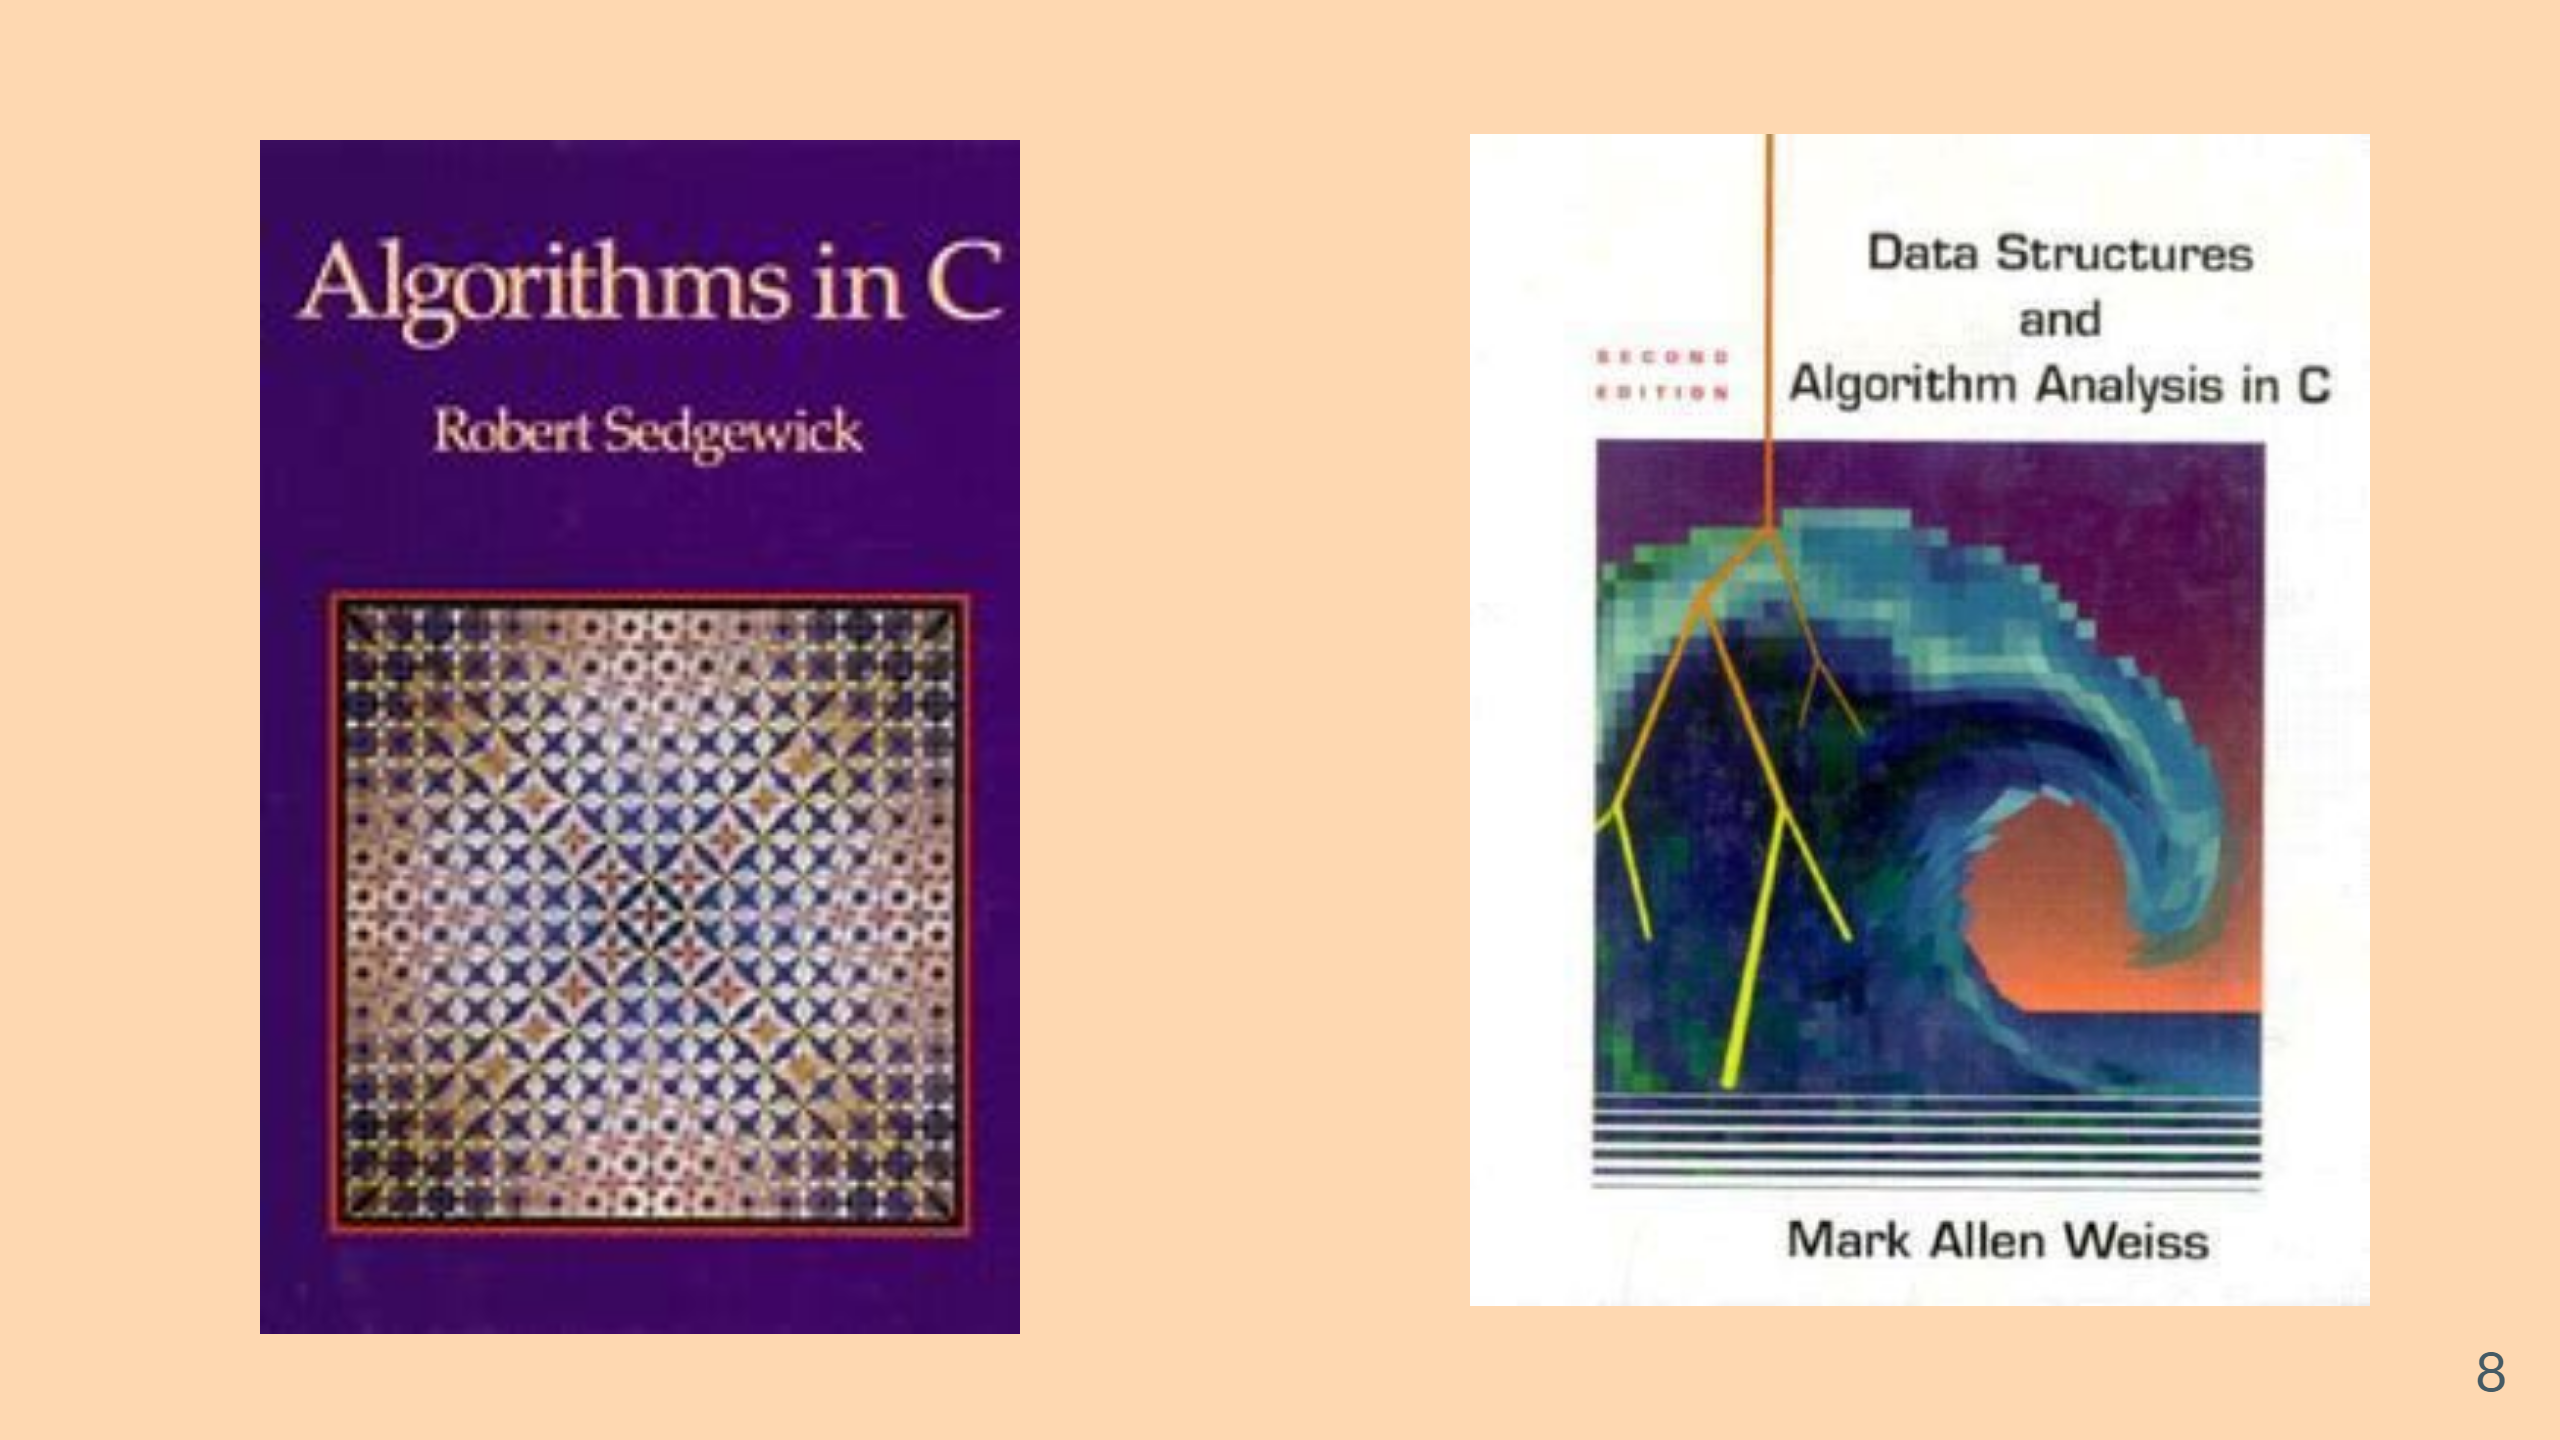 Algorithms in C
Robert Sedgewick
Data Structures
and
Algorithm Analysis in C
SECOND
EDITION
Mark Allen Weiss
8